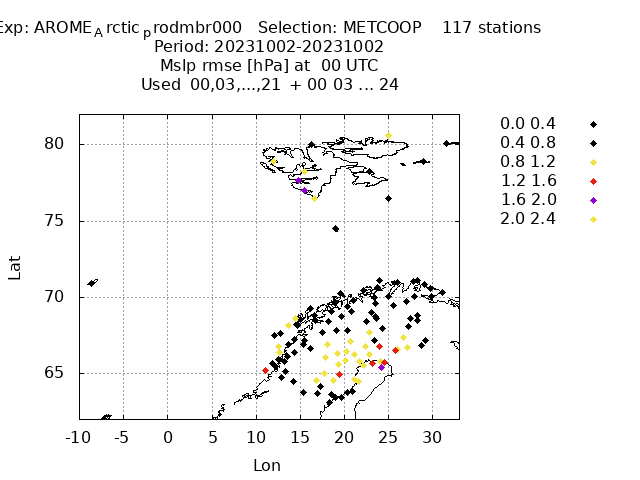 Exp: AROME_Arctic_prodmbr000 Selection: METCOOP 117 stations
Period: 20231002-20231002
Mslp rmse [hPa] at 00 UTC
Used 00,03,...,21 + 00 03 ... 24
0.0 0.4
0.4 0.8
0.8 1.2
1.2 1.6
1.6 2.0
2.0 2.4
80
75
70
65
Lat
-10 -5 0 5 10 15 20 25 30
Lon